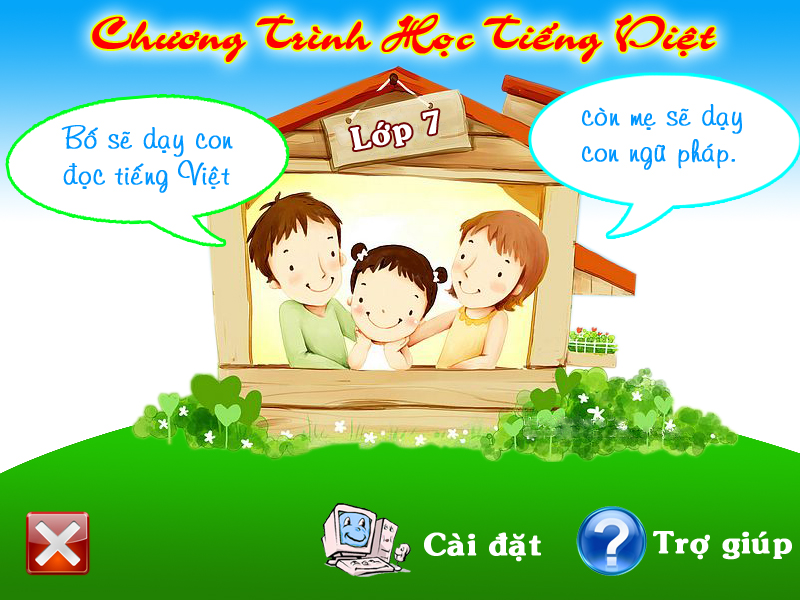 Chương Trình Học Tiếng Việt
Lớp 7
Bố sẽ dạy con
đọc tiếng Việt
còn mẹ sẽ dạy
con ngữ pháp.
Cài đặt
Trợ giúp